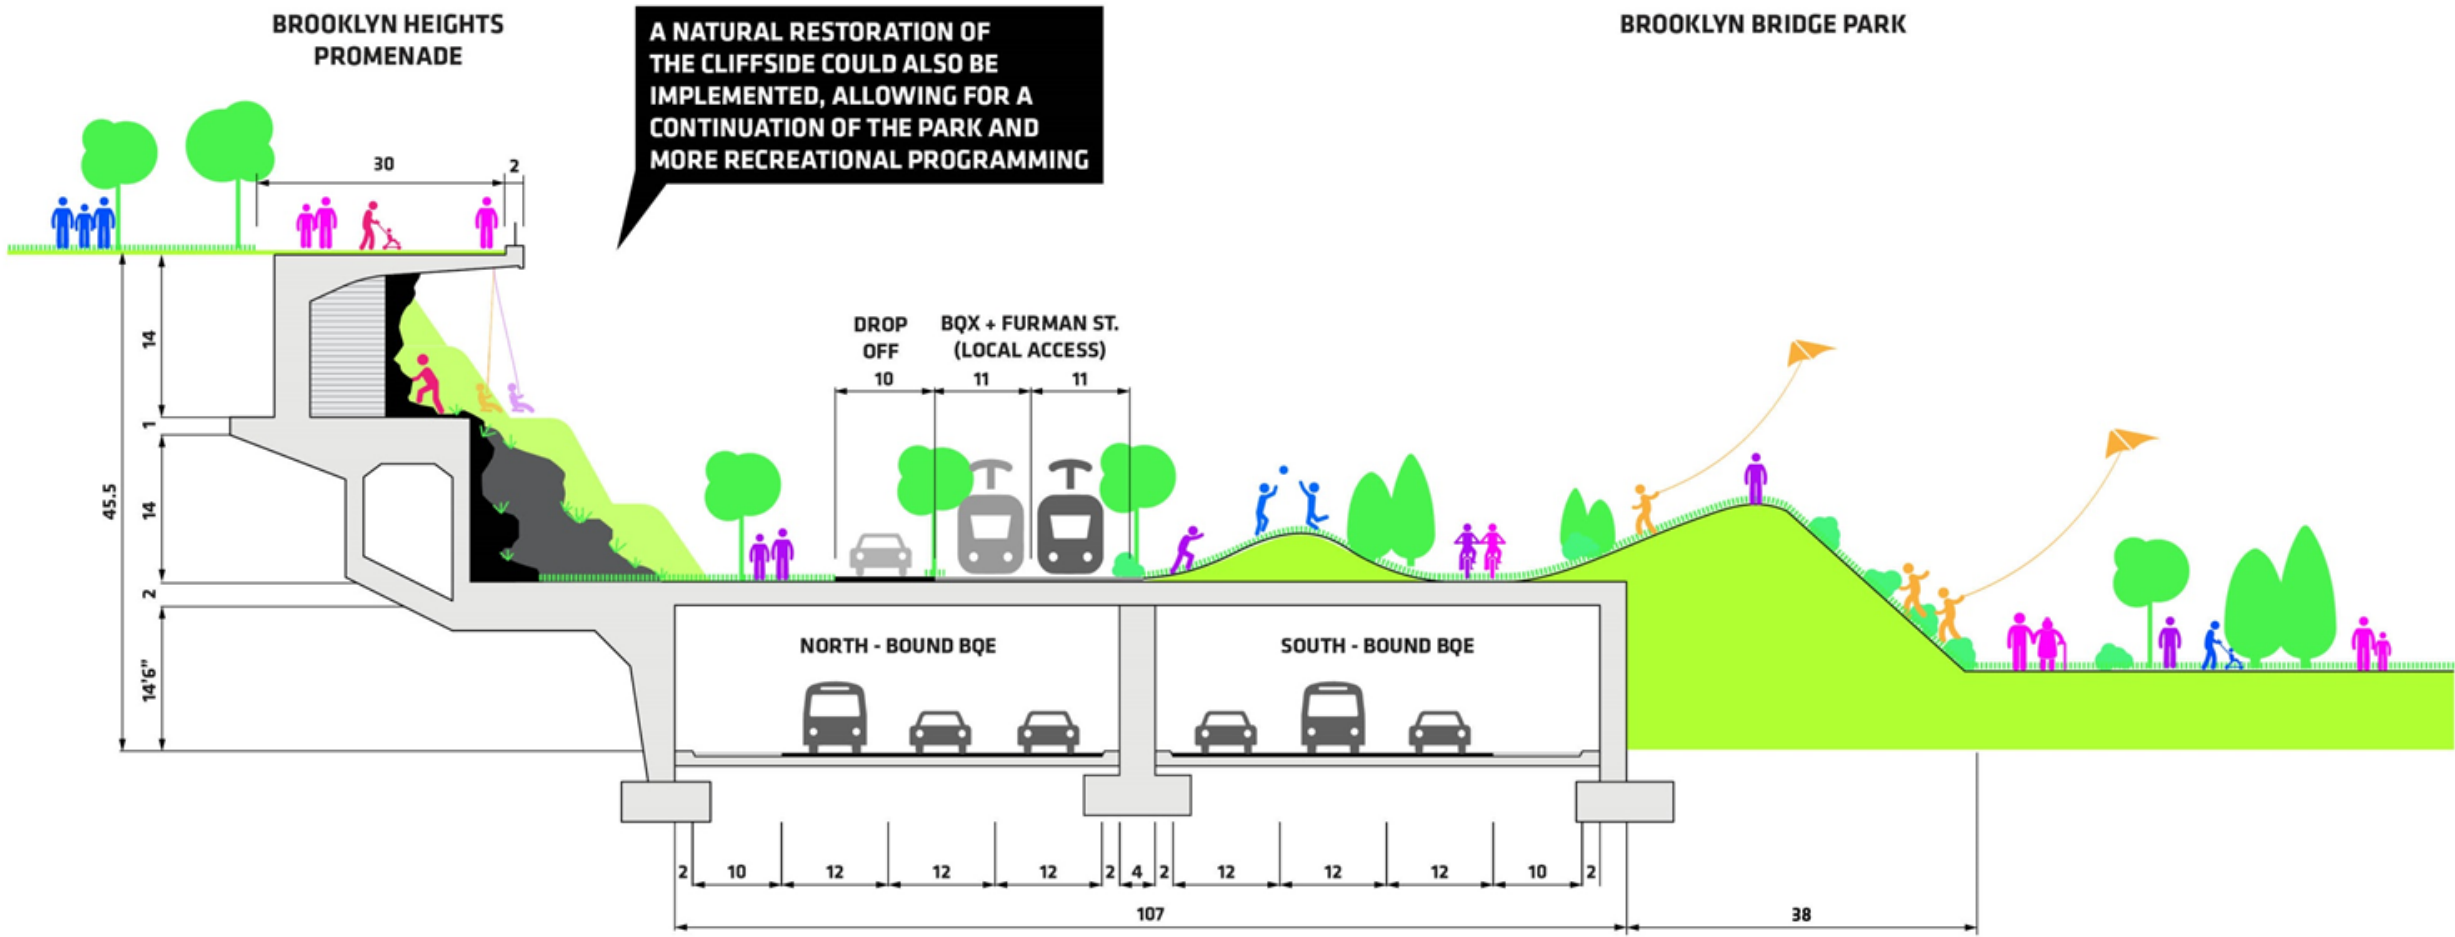 BROOKLYN HEIGHTS
PROMENADE
A NATURAL RESTORATION OF
THE CLIFFSIDE COULD ALSO BE
IMPLEMENTED, ALLOWING FOR A
CONTINUATION OF THE PARK AND
MORE RECREATIONAL PROGRAMMING
BROOKLYN BRIDGE PARK
30
2
14
1
45.5
14
2
14'6"
DROP
OFF
10
BQX + FURMAN ST.
(LOCAL ACCESS)
11
11
NORTH - BOUND BQE
SOUTH - BOUND BQE
2
10
12
12
12
2
4
2
12
12
12
10
2
107
38